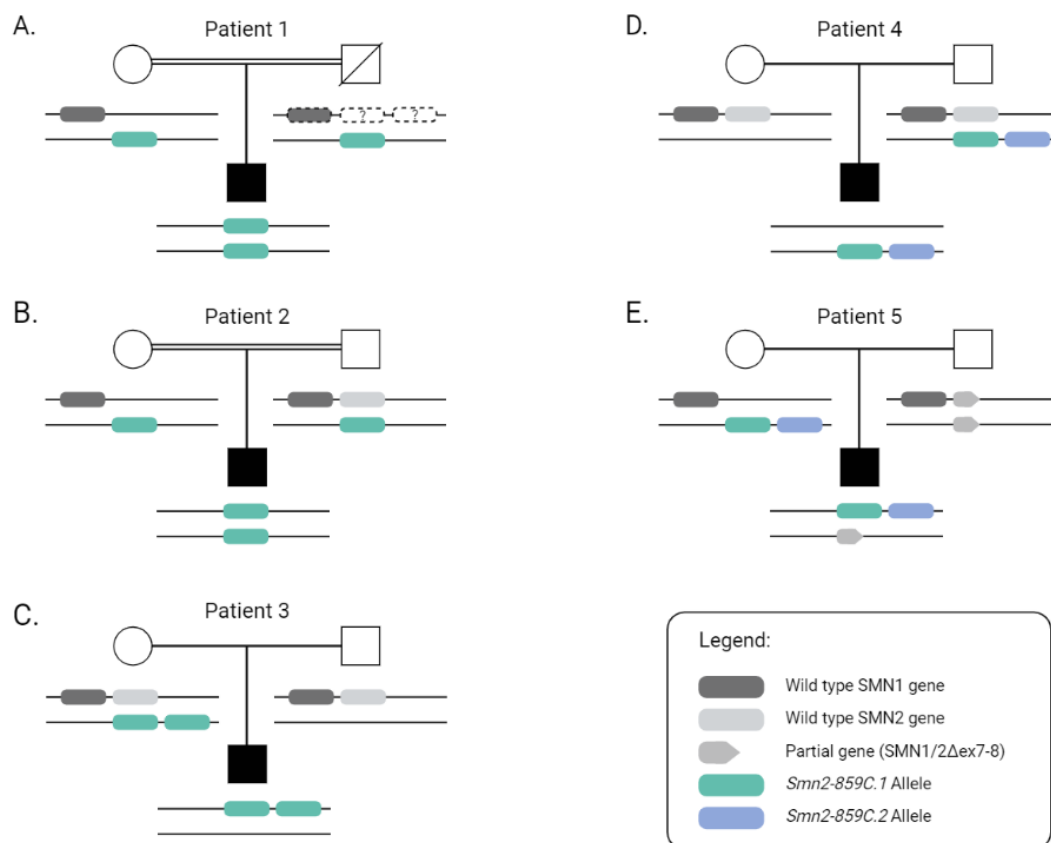 A.
Patient 1
? ?
B.
Patient 2
C.
Patient 3
D.
Patient 4
E.
Patient 5
Legend:
Wild type SMN1 gene
Wild type SMN2 gene
Partial gene (SMN1/2Δex7-8)
Smn2-859C.1 Allele
Smn2-859C.2 Allele